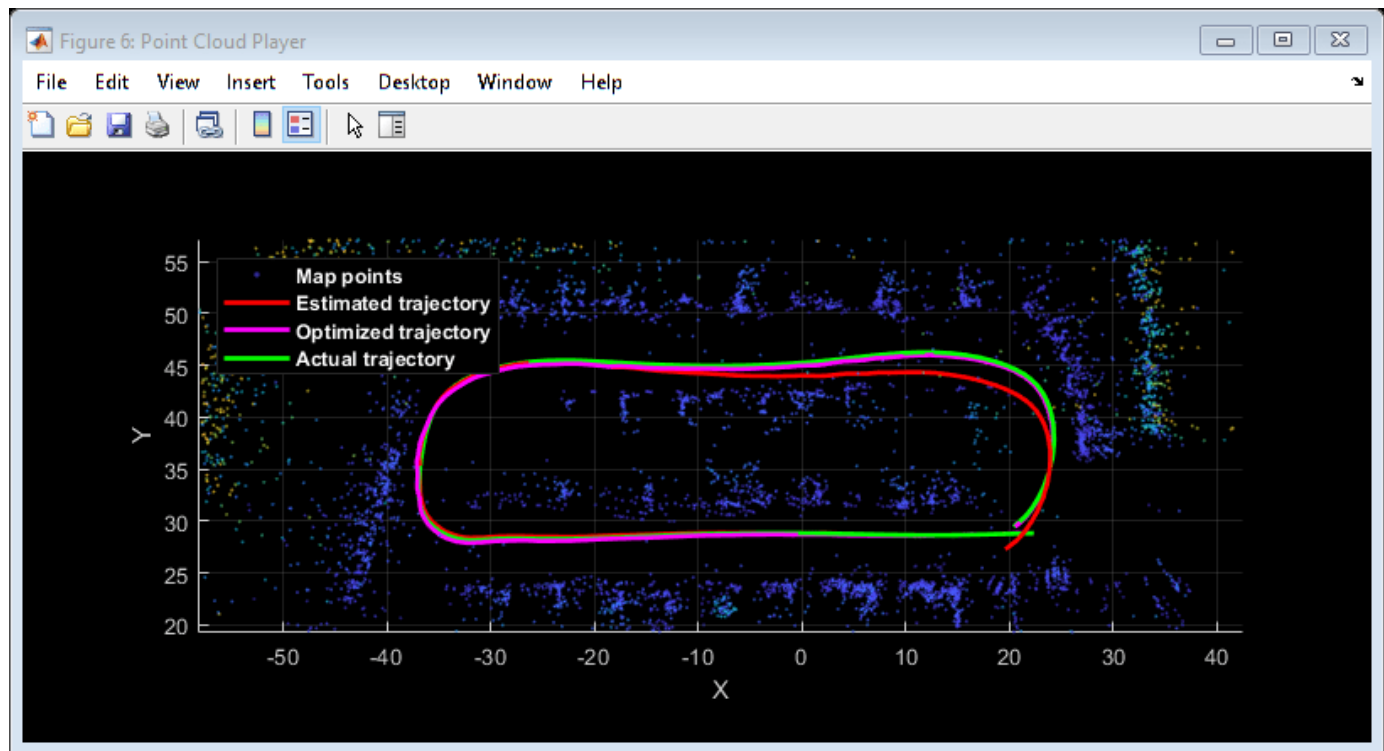 Figure 6: Point Cloud Player
File Edit View Insert Tools Desktop Window Help
Map points
Estimated trajectory
Optimized trajectory
Actual trajectory
55
50
45
40
35
30
25
20
Y
-50 -40 -30 -20 -10 0 10 20 30 40
X